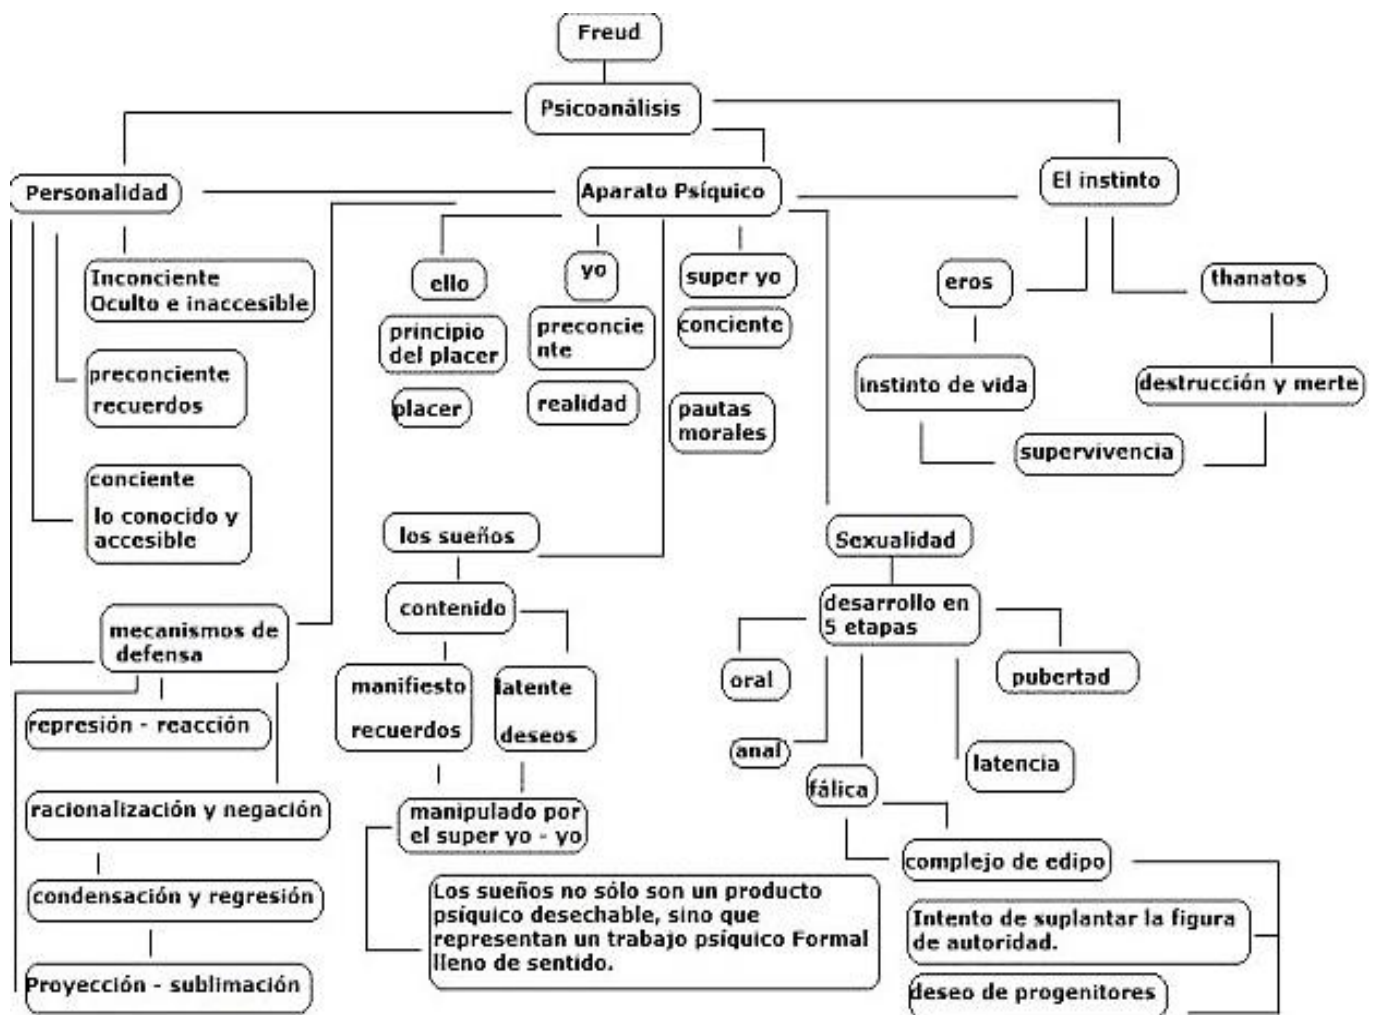 Freud
Psicoanálisis
Personalidad
Aparato Psíquico
El instinto
Inconciente
Oculto e inaccesible
preconciente
recuerdos
conciente
lo conocido y
accesible
ello
principio
del placer
placer
yo
preconcie
nte
realidad
super yo
conciente
pautas
morales
eros
thanatos
instinto de vida
destrucción y merte
supervivencia
mecanismos de
defensa
represión - reacción
racionalización y negación
condensación y regresión
Proyección - sublimación
los sueños
contenido
manifiesto
recuerdos
latente
deseos
manipulado por
el super yo - yo
Los sueños no sólo son un producto
psíquico desechable, sino que
representan un trabajo psíquico Formal
lleno de sentido.
Sexualidad
desarrollo en
5 etapas
oral
anal
fálica
latencia
pubertad
complejo de edipo
Intento de suplantar la figura
de autoridad.
deseo de progenitores